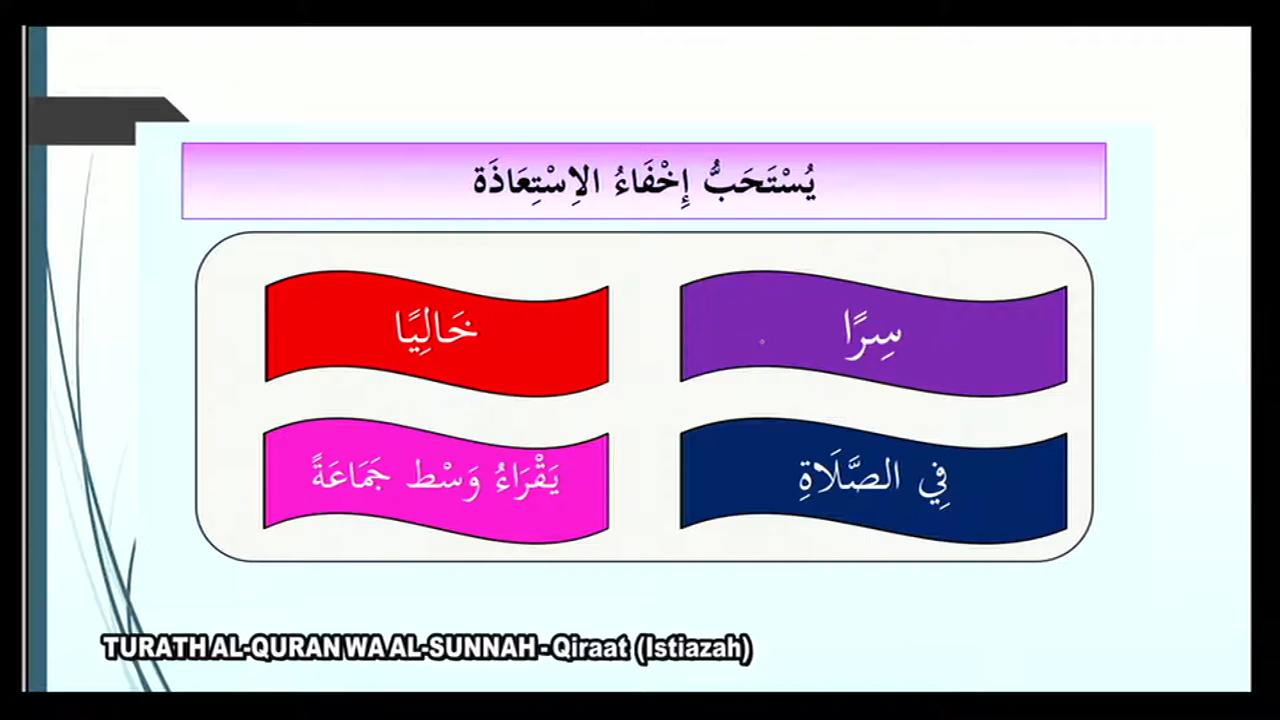 يُسْتَحَبُّ إِخْفَاءُ الاِسْتِعَاذَة
سِرًا
خَالِيًا
فِي الصَّلَاةِ
يَقْرَاءُ وَسْط جَمَاعَةً
TURATH AL-QURAN WA AL-SUNNAH - Qiraat (Istiazah)